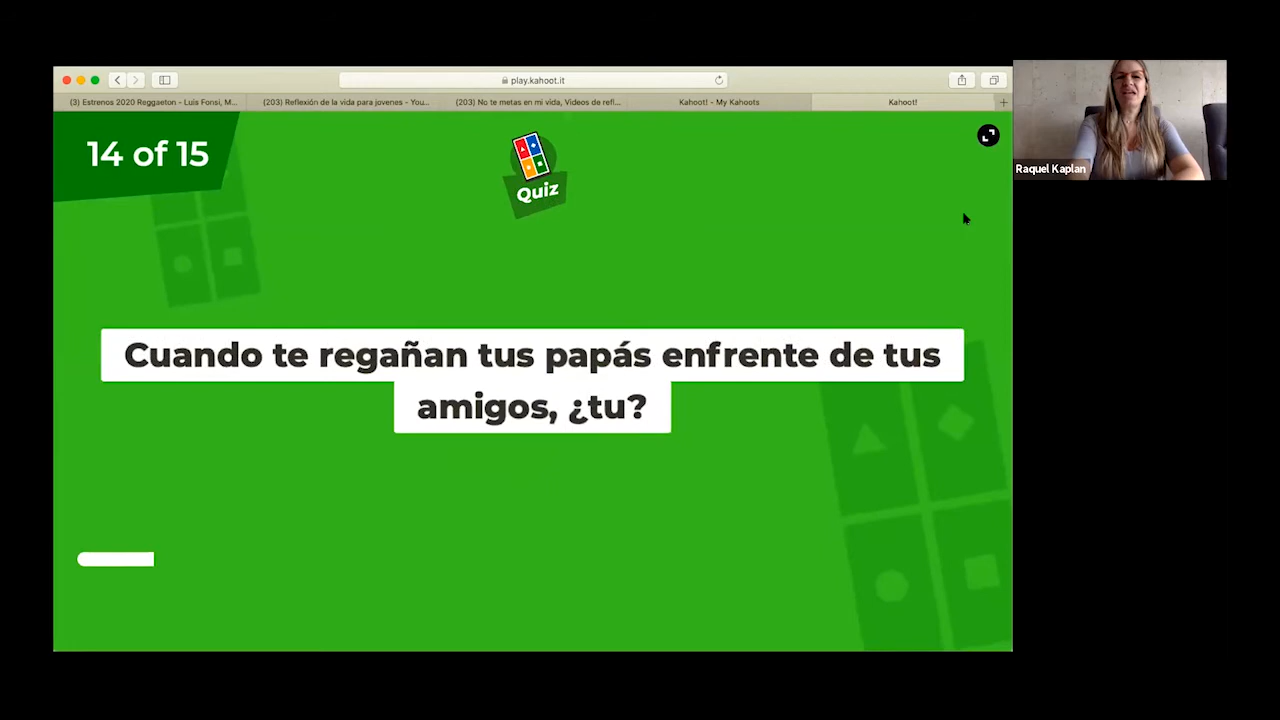 play.kahoot.it
(3) Estrenos 2020 Reggaeton - Luis Fonsi, M...
(203) Reflexión de la vida para jovenes - You...
(203) No te metas en mi vida, Videos de refl...
Kahoot! - My Kahoots
Kahoot!
14 of 15
Quiz
Raquel Kaplan
Cuando te regañan tus papás enfrente de tus
amigos, ¿tu?